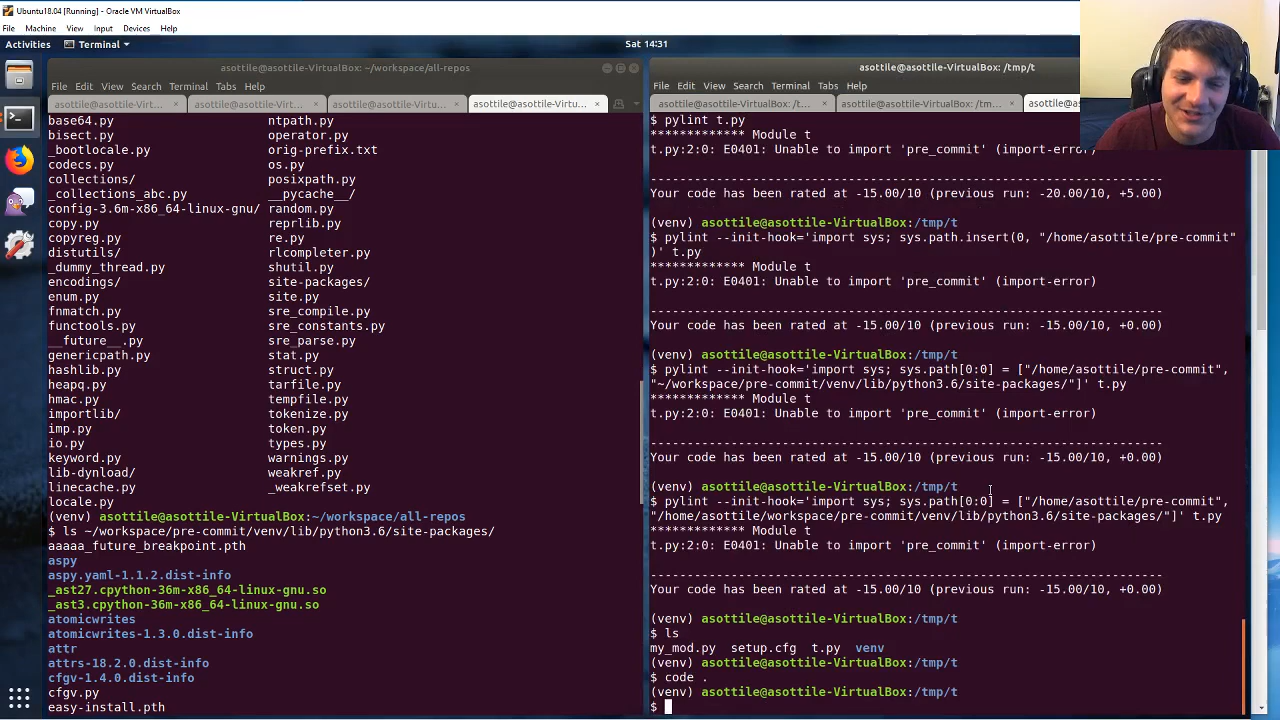 Ubuntu18.04 [Running] - Oracle VM VirtualBox
File Machine View Input Devices Help
Activities Terminal Sat 14:31
asottile@asottile-VirtualBox: ~/workspace/all-repos
File Edit View Search Terminal Tabs Help
asottile@asottile-Virt… asottile@asottile-Virtu… asottile@asottile-Virtu… asottile@asottile-Virtu…
base64.py ntpath.py
bisect.py operator.py
_bootlocale.py orig-prefix.txt
codecs.py os.py
collections/ posixpath.py
_collections_abc.py __pycache__/
config-3.6m-x86_64-linux-gnu/ random.py
copy.py reprlib.py
copyreg.py re.py
distutils/ rlcompleter.py
_dummy_thread.py shutil.py
encodings/ site-packages/
enum.py site.py
fnmatch.py sre_compile.py
functools.py sre_constants.py
__future__.py sre_parse.py
genericpath.py stat.py
hashlib.py struct.py
heapq.py tarfile.py
hmac.py tempfile.py
importlib/ tokenize.py
imp.py token.py
io.py types.py
keyword.py warnings.py
lib-dynload/ weakref.py
linecache.py _weakrefset.py
locale.py
(venv) asottile@asottile-VirtualBox:~/workspace/all-repos
$ ls ~/workspace/pre-commit/venv/lib/python3.6/site-packages/
aaaaa_future_breakpoint.pth
aspy
aspy.yaml-1.1.2.dist-info
_ast27.cpython-36m-x86_64-linux-gnu.so
_ast3.cpython-36m-x86_64-linux-gnu.so
atomicwrites
atomicwrites-1.3.0.dist-info
attr
attrs-18.2.0.dist-info
cfgv-1.4.0.dist-info
cfgv.py
easy-install.pth
asottile@asottile-VirtualBox: /tmp/t
File Edit View Search Terminal Tabs Help
asottile@asottile-VirtualBox: /t… asottile@asottile-VirtualBox: /tm… asottile@asottile
$ pylint t.py
************* Module t
t.py:2:0: E0401: Unable to import 'pre_commit' (import-error)
-----------------------------------------------------------------------
Your code has been rated at -15.00/10 (previous run: -20.00/10, +5.00)
(venv) asottile@asottile-VirtualBox:/tmp/t
$ pylint --init-hook='import sys; sys.path.insert(0, "/home/asottile/pre-commit"
)' t.py
************* Module t
t.py:2:0: E0401: Unable to import 'pre_commit' (import-error)
-----------------------------------------------------------------------
Your code has been rated at -15.00/10 (previous run: -15.00/10, +0.00)
(venv) asottile@asottile-VirtualBox:/tmp/t
$ pylint --init-hook='import sys; sys.path[0:0] = ["/home/asottile/pre-commit",
"~/workspace/pre-commit/venv/lib/python3.6/site-packages/"]' t.py
************* Module t
t.py:2:0: E0401: Unable to import 'pre_commit' (import-error)
-----------------------------------------------------------------------
Your code has been rated at -15.00/10 (previous run: -15.00/10, +0.00)
(venv) asottile@asottile-VirtualBox:/tmp/t
$ pylint --init-hook='import sys; sys.path[0:0] = ["/home/asottile/pre-commit",
"/home/asottile/workspace/pre-commit/venv/lib/python3.6/site-packages/"]' t.py
************* Module t
t.py:2:0: E0401: Unable to import 'pre_commit' (import-error)
-----------------------------------------------------------------------
Your code has been rated at -15.00/10 (previous run: -15.00/10, +0.00)
(venv) asottile@asottile-VirtualBox:/tmp/t
$ ls
my_mod.py setup.cfg t.py venv
(venv) asottile@asottile-VirtualBox:/tmp/t
$ code .
(venv) asottile@asottile-VirtualBox:/tmp/t
$